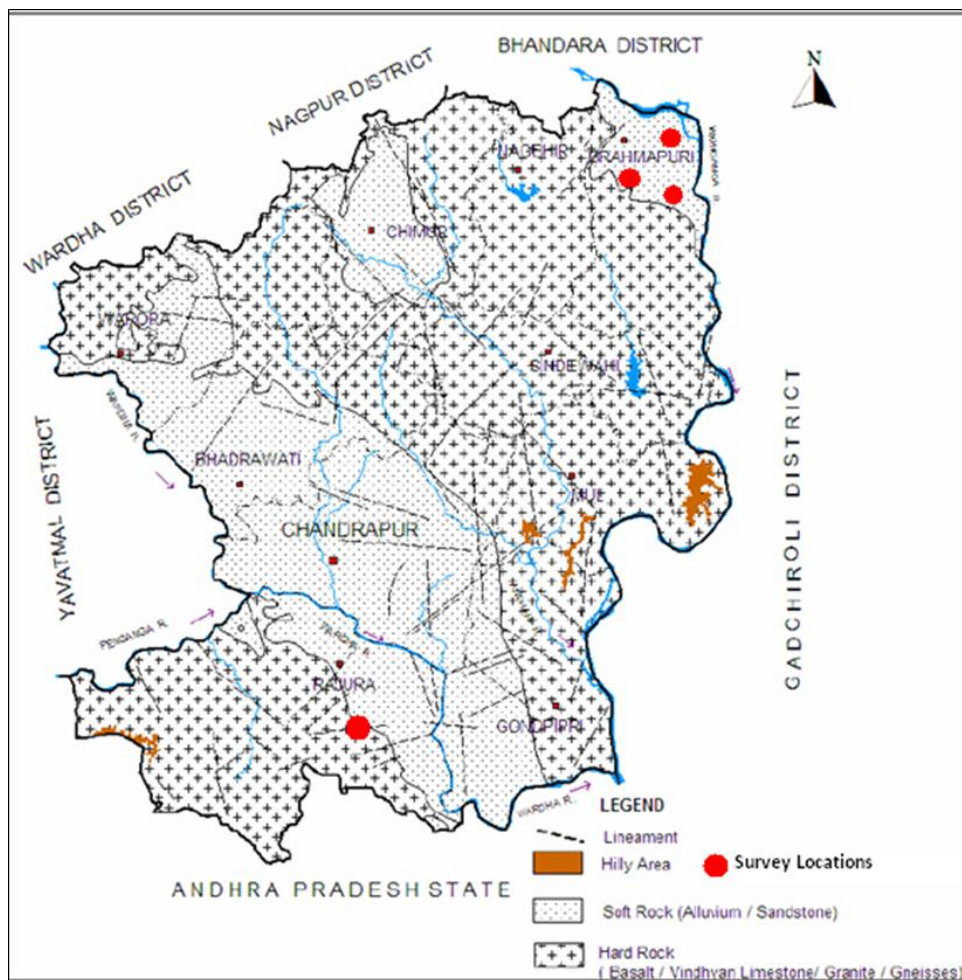 BHANDARA DISTRICT
N
NAGPUR DISTRICT
WARDHA DISTRICT
NAGBHIR
BRAHMAPURI
CHIMUR
WARORA
SINDEWAHI
WARDHA R.
BHADRAWATI
MUL
YAVATMAL DISTRICT
GADCHIROLI DISTRICT
CHANDRAPUR
PENGANGA R.
RAJURA
GONDPIPRI
WARDHA R.
ANDHRA PRADESH STATE
LEGEND
Lineament
Hilly Area
Survey Locations
Soft Rock (Alluvium / Sandstone)
Hard Rock
( Basalt / Vindhyan Limestone/ Granite / Gneisses)